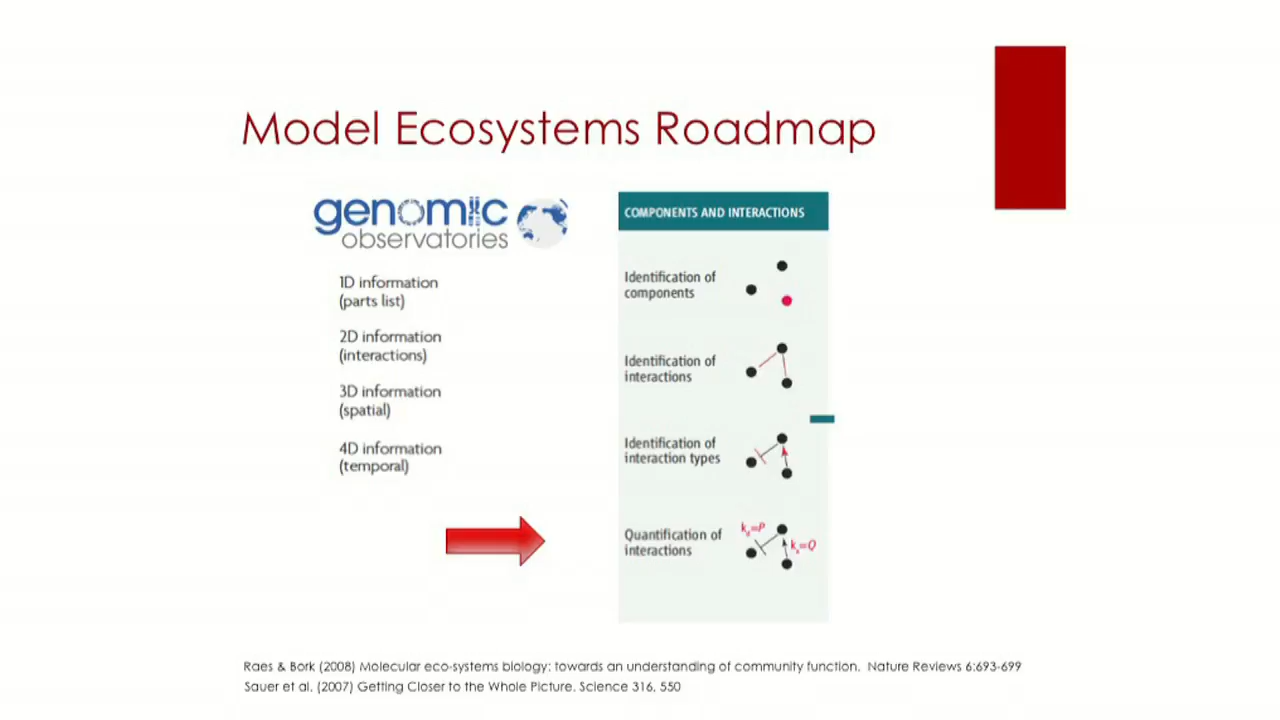 Model Ecosystems Roadmap
genomic
observatories
1D information
(parts list)
2D information
(interactions)
3D information
(spatial)
4D information
(temporal)
COMPONENTS AND INTERACTIONS
Identification of
components
Identification of
interactions
Identification of
interaction types
Quantification of
interactions
kd=P
ka=Q
Raes & Bork (2008) Molecular eco-systems biology: towards an understanding of community function. Nature Reviews 6:693-699
Sauer et al. (2007) Getting Closer to the Whole Picture. Science 316, 550